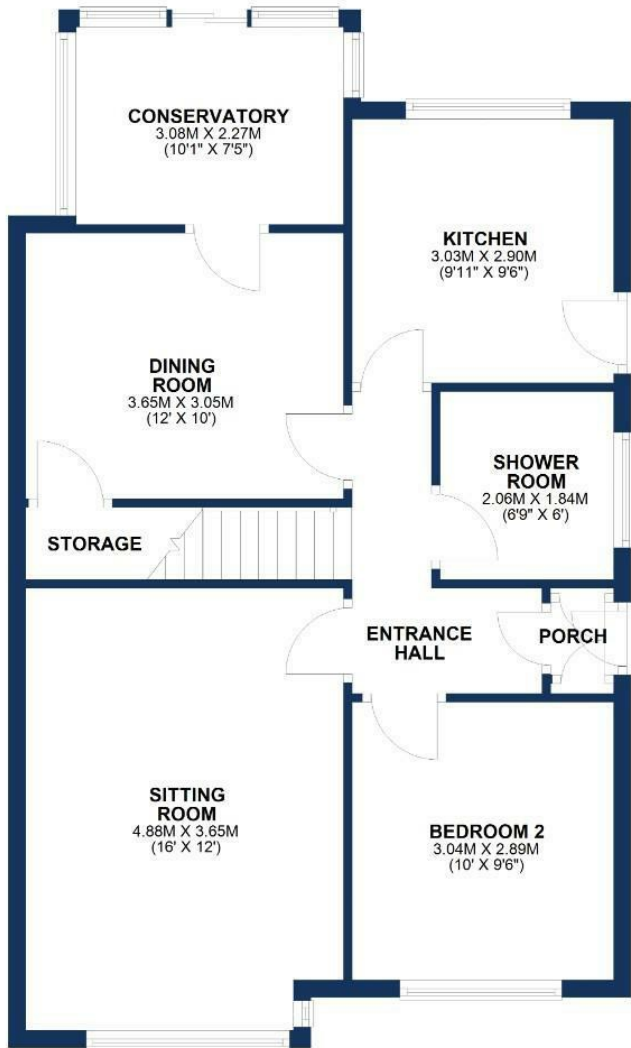 CONSERVATORY
3.08M X 2.27M
(10'1" X 7'5")
KITCHEN
3.03M X 2.90M
(9'11" X 9'6")
DINING
ROOM
3.65M X 3.05M
(12' X 10')
SHOWER
ROOM
2.06M X 1.84M
(6'9" X 6')
STORAGE
ENTRANCE
HALL
PORCH
SITTING
ROOM
4.88M X 3.65M
(16' X 12')
BEDROOM 2
3.04M X 2.89M
(10' X 9'6")